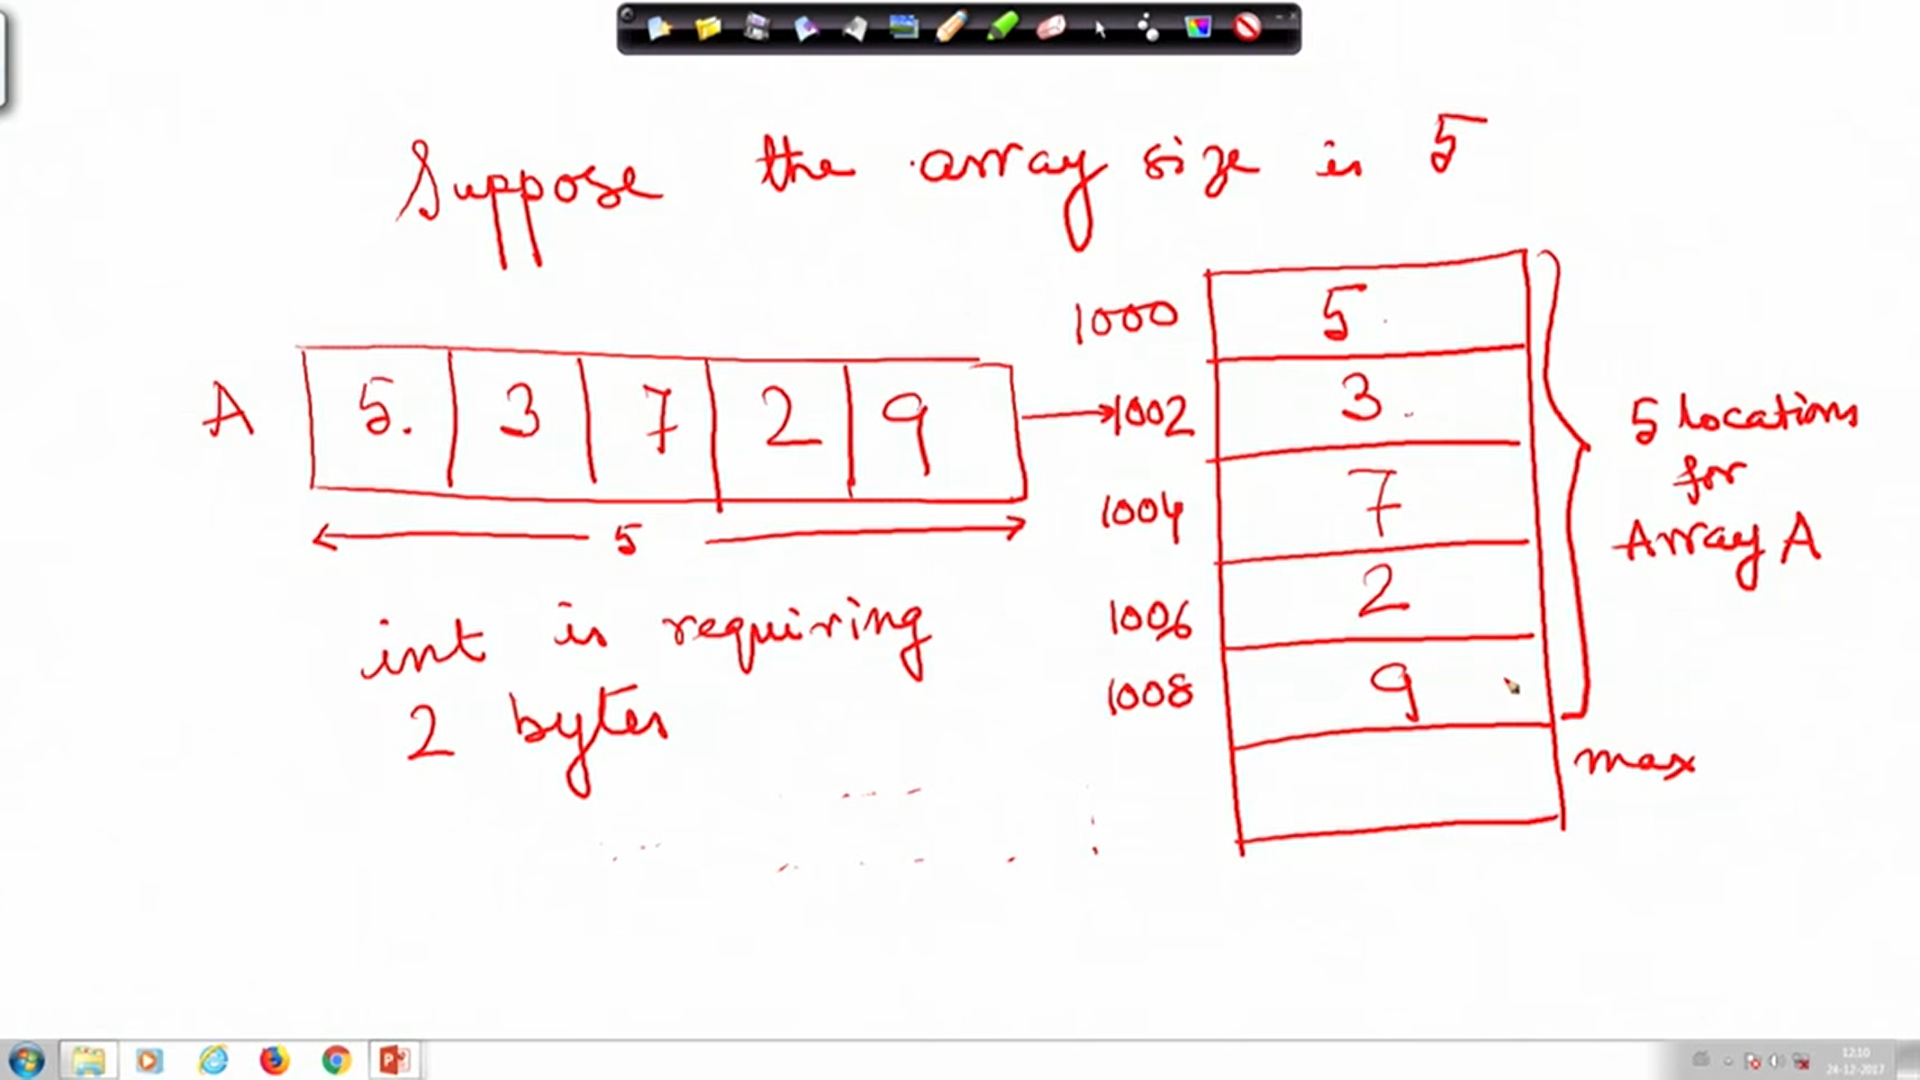 Suppose the array size is 5
A 5. 3 7 2 9
5
int is requiring
2 bytes
1000 5
1002 3
1004 7
1006 2
1008 9
max
5 locations
for
Array A
12:10
24-12-2017